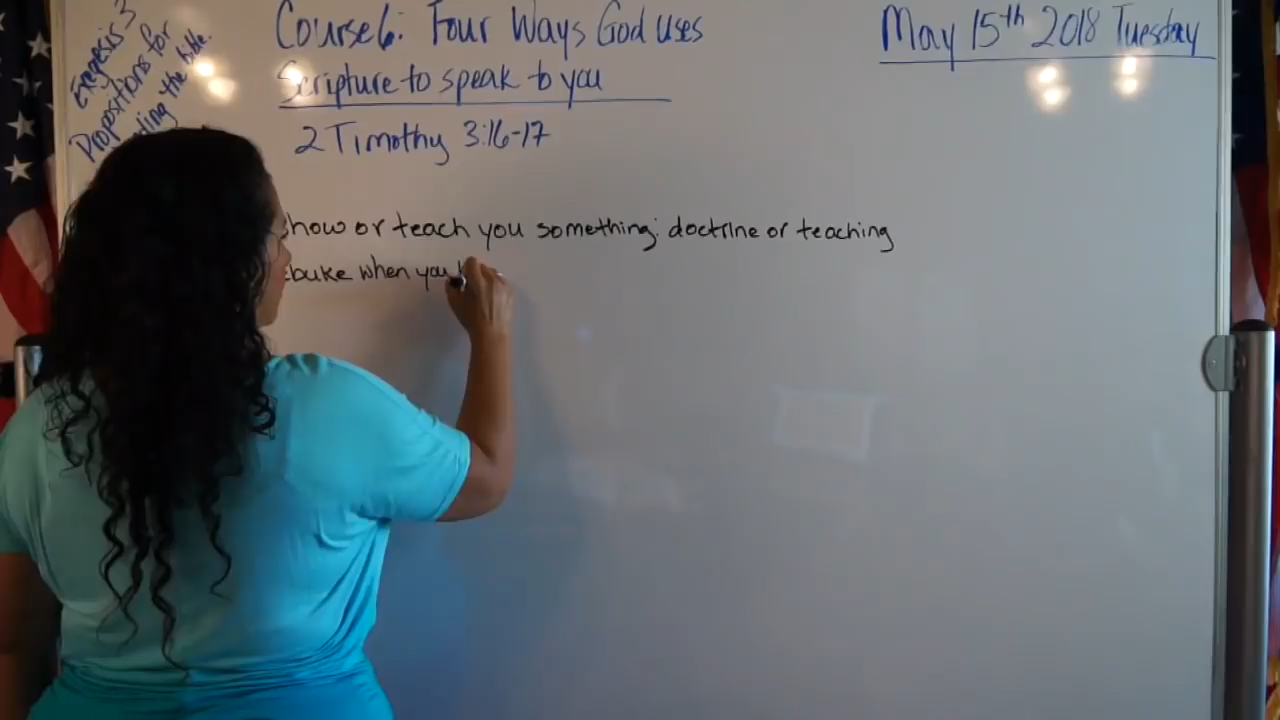 Exegesis 3
Propositions for
the bible.
Course 6: Four Ways God Uses
Scripture to speak to you
2 Timothy 3:16-17
May 15th 2018 Tuesday
how or teach you something; doctrine or teaching
buke when you